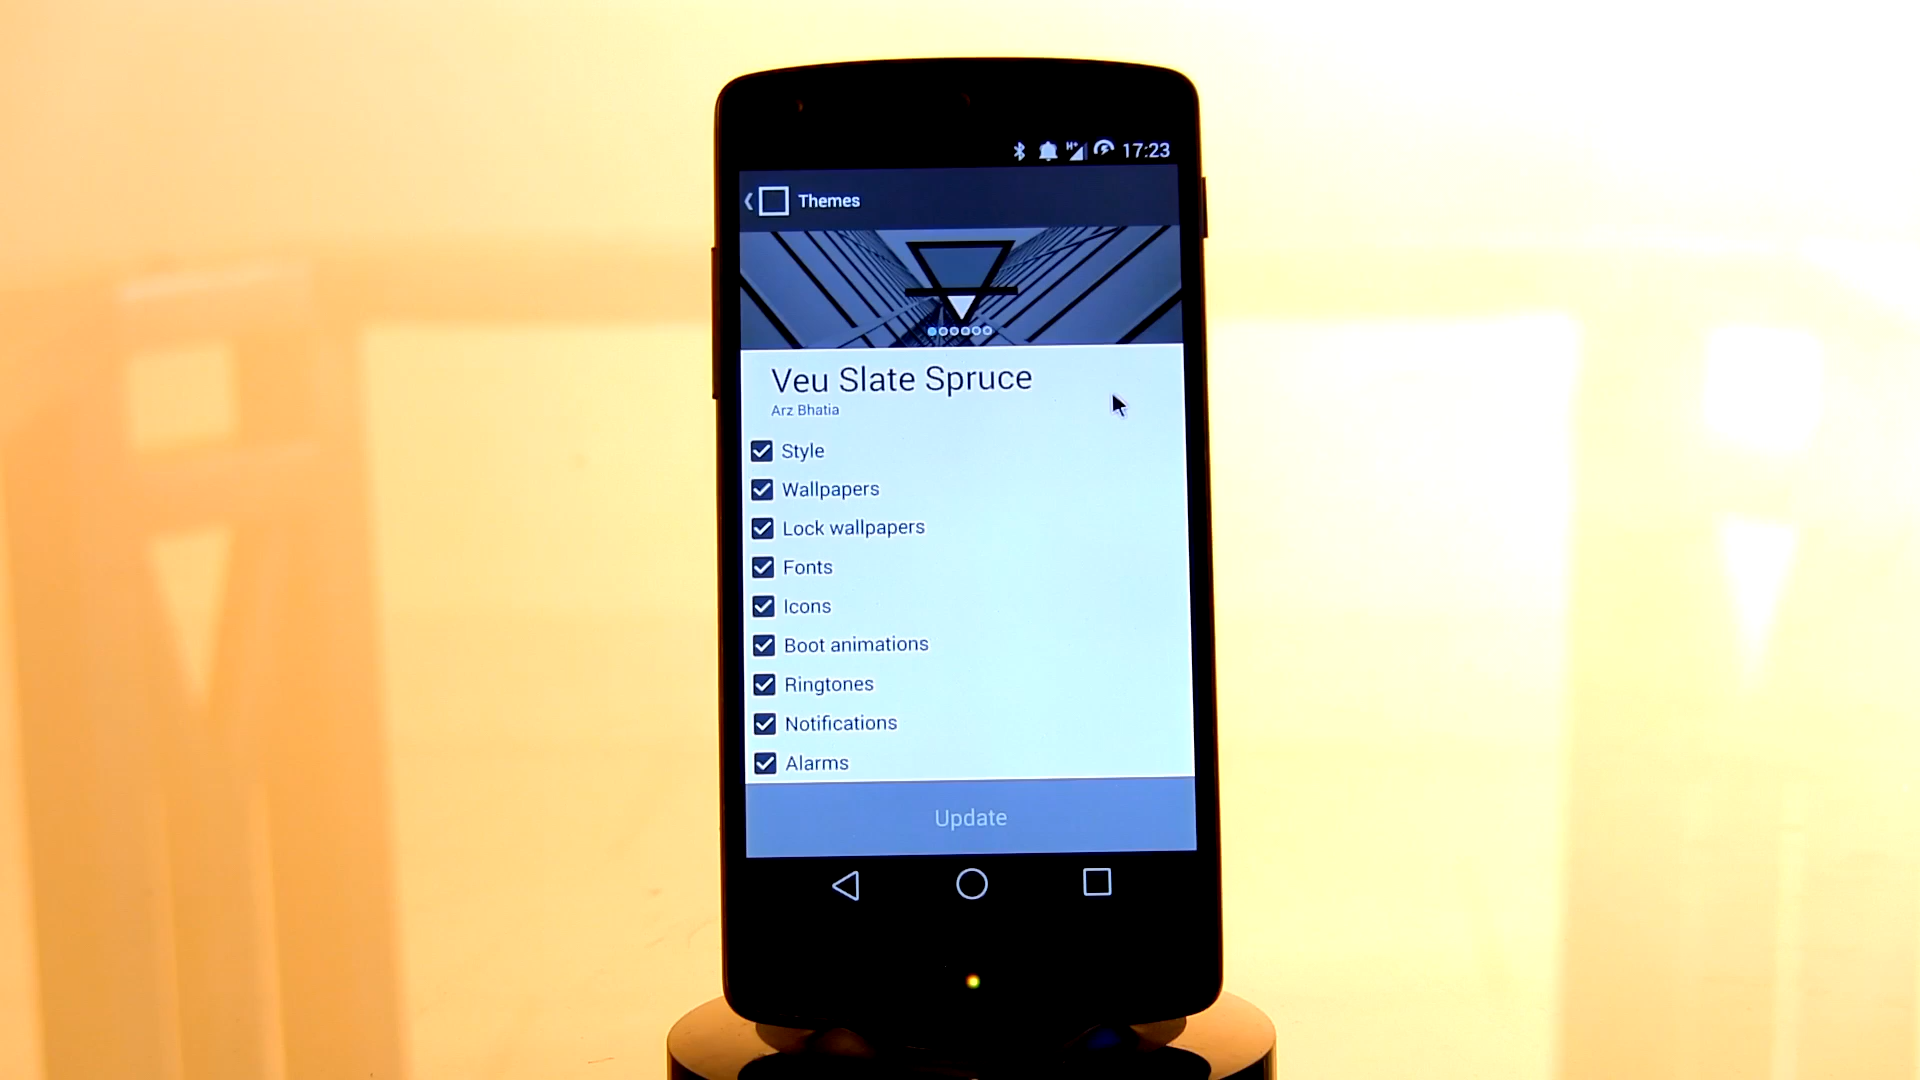 H+ 17:23
Themes
Veu Slate Spruce
Arz Bhatia
Style
Wallpapers
Lock wallpapers
Fonts
Icons
Boot animations
Ringtones
Notifications
Alarms
Update